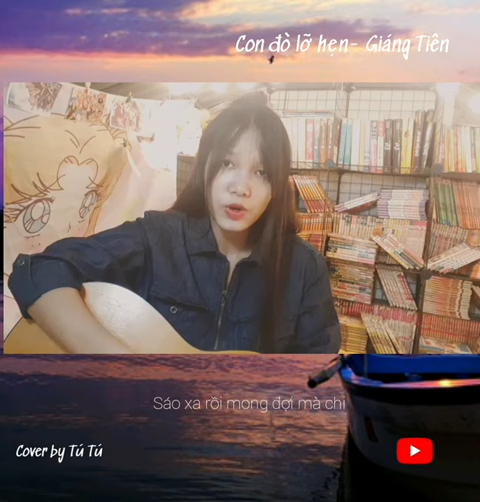 Con đò lỡ hẹn- Giáng Tiên
Sáo xa rồi mong đợi mà chi
Cover by Tú Tú